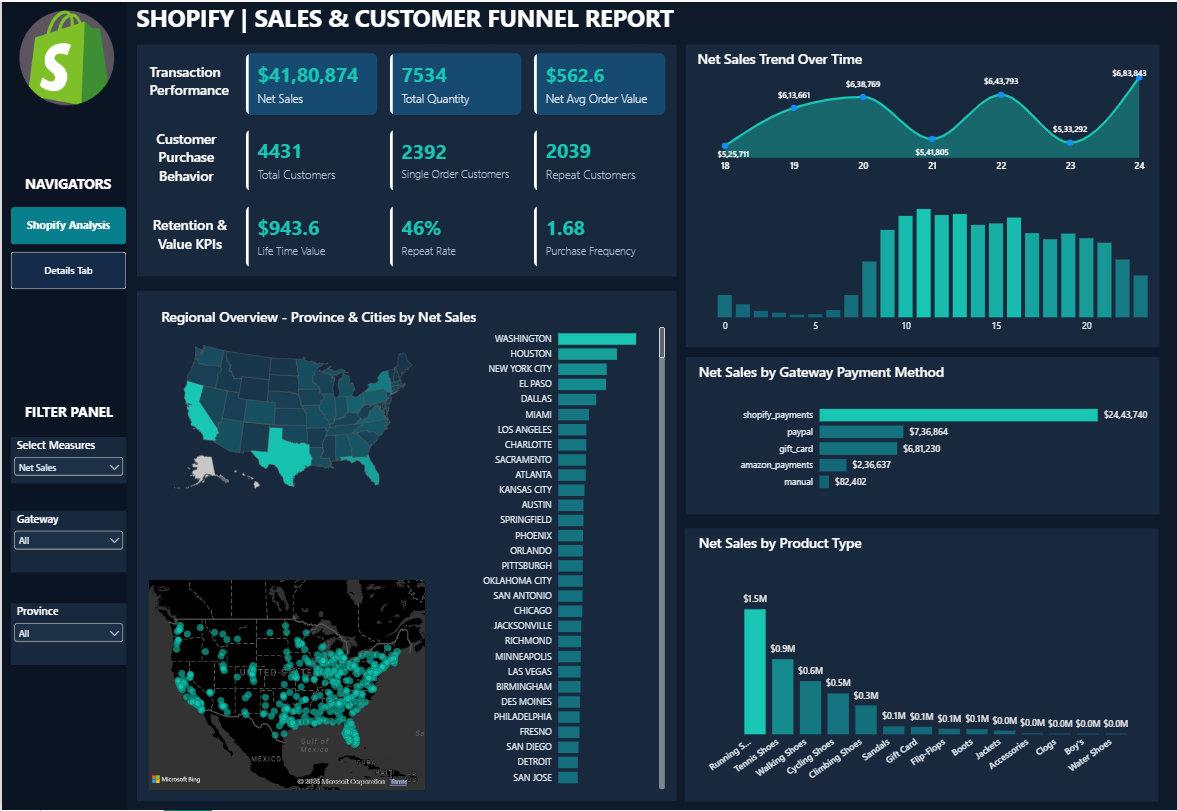 SHOPIFY | SALES & CUSTOMER FUNNEL REPORT
S
NAVIGATORS
Shopify Analysis
Details Tab
FILTER PANEL
Select Measures
Net Sales
Gateway
All
Province
All
Transaction
Performance
$41,80,874
Net Sales
7534
Total Quantity
$562.6
Net Avg Order Value
Customer
Purchase
Behavior
4431
Total Customers
2392
Single Order Customers
2039
Repeat Customers
Retention &
Value KPIs
$943.6
Life Time Value
46%
Repeat Rate
1.68
Purchase Frequency
Regional Overview - Province & Cities by Net Sales
WASHINGTON
HOUSTON
NEW YORK CITY
EL PASO
DALLAS
MIAMI
LOS ANGELES
CHARLOTTE
SACRAMENTO
ATLANTA
KANSAS CITY
AUSTIN
SPRINGFIELD
PHOENIX
ORLANDO
PITTSBURGH
OKLAHOMA CITY
SAN ANTONIO
CHICAGO
JACKSONVILLE
RICHMOND
MINNEAPOLIS
LAS VEGAS
BIRMINGHAM
DES MOINES
PHILADELPHIA
FRESNO
SAN DIEGO
DETROIT
SAN JOSE
UNITED STATES
Gulf of
Mexico
MEXICO
CUBA
HAITI
Microsoft Bing
Microsoft Corporation Terms
Net Sales Trend Over Time
$5,25,711
$6,13,661
$6,38,769
$5,41,805
$6,43,793
$5,33,292
$6,83,843
18 19 20 21 22 23 24
0 5 10 15 20
Net Sales by Gateway Payment Method
shopify_payments $24,43,740
paypal $7,36,864
gift_card $6,81,230
amazon_payments $2,36,637
manual $82,402
Net Sales by Product Type
$1.5M $0.9M $0.6M $0.5M $0.3M $0.1M $0.1M $0.1M $0.1M $0.0M $0.0M $0.0M $0.0M $0.0M
Running S... Tennis Shoes Walking Shoes Cycling Shoes Climbing Shoes Sandals Gift Card Flip-Flops Boots Jackets Accessories Clogs Boy's Water Shoes